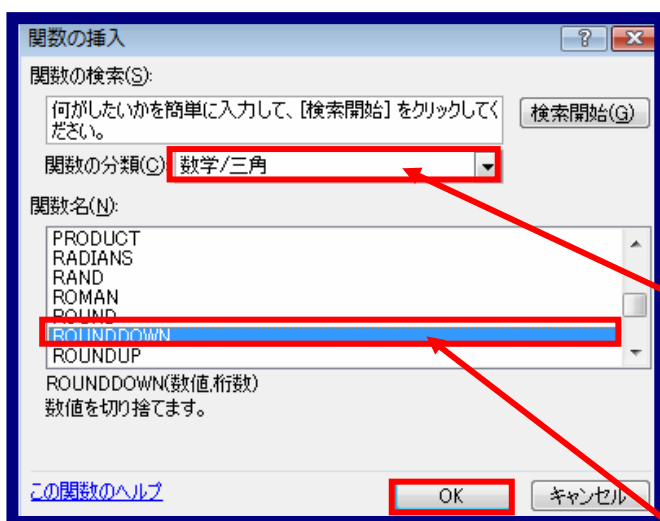 関数の挿入
関数の検索(S):
何がしたいかを簡単に入力して、[検索開始] をクリックしてく
ださい。
検索開始(G)
関数の分類(C): 数学/三角
関数名(N):
PRODUCT
RADIANS
RAND
ROMAN
ROUND
ROUNDDOWN
ROUNDUP
ROUNDDOWN(数値,桁数)
数値を切り捨てます。
この関数のヘルプ
OK
キャンセル